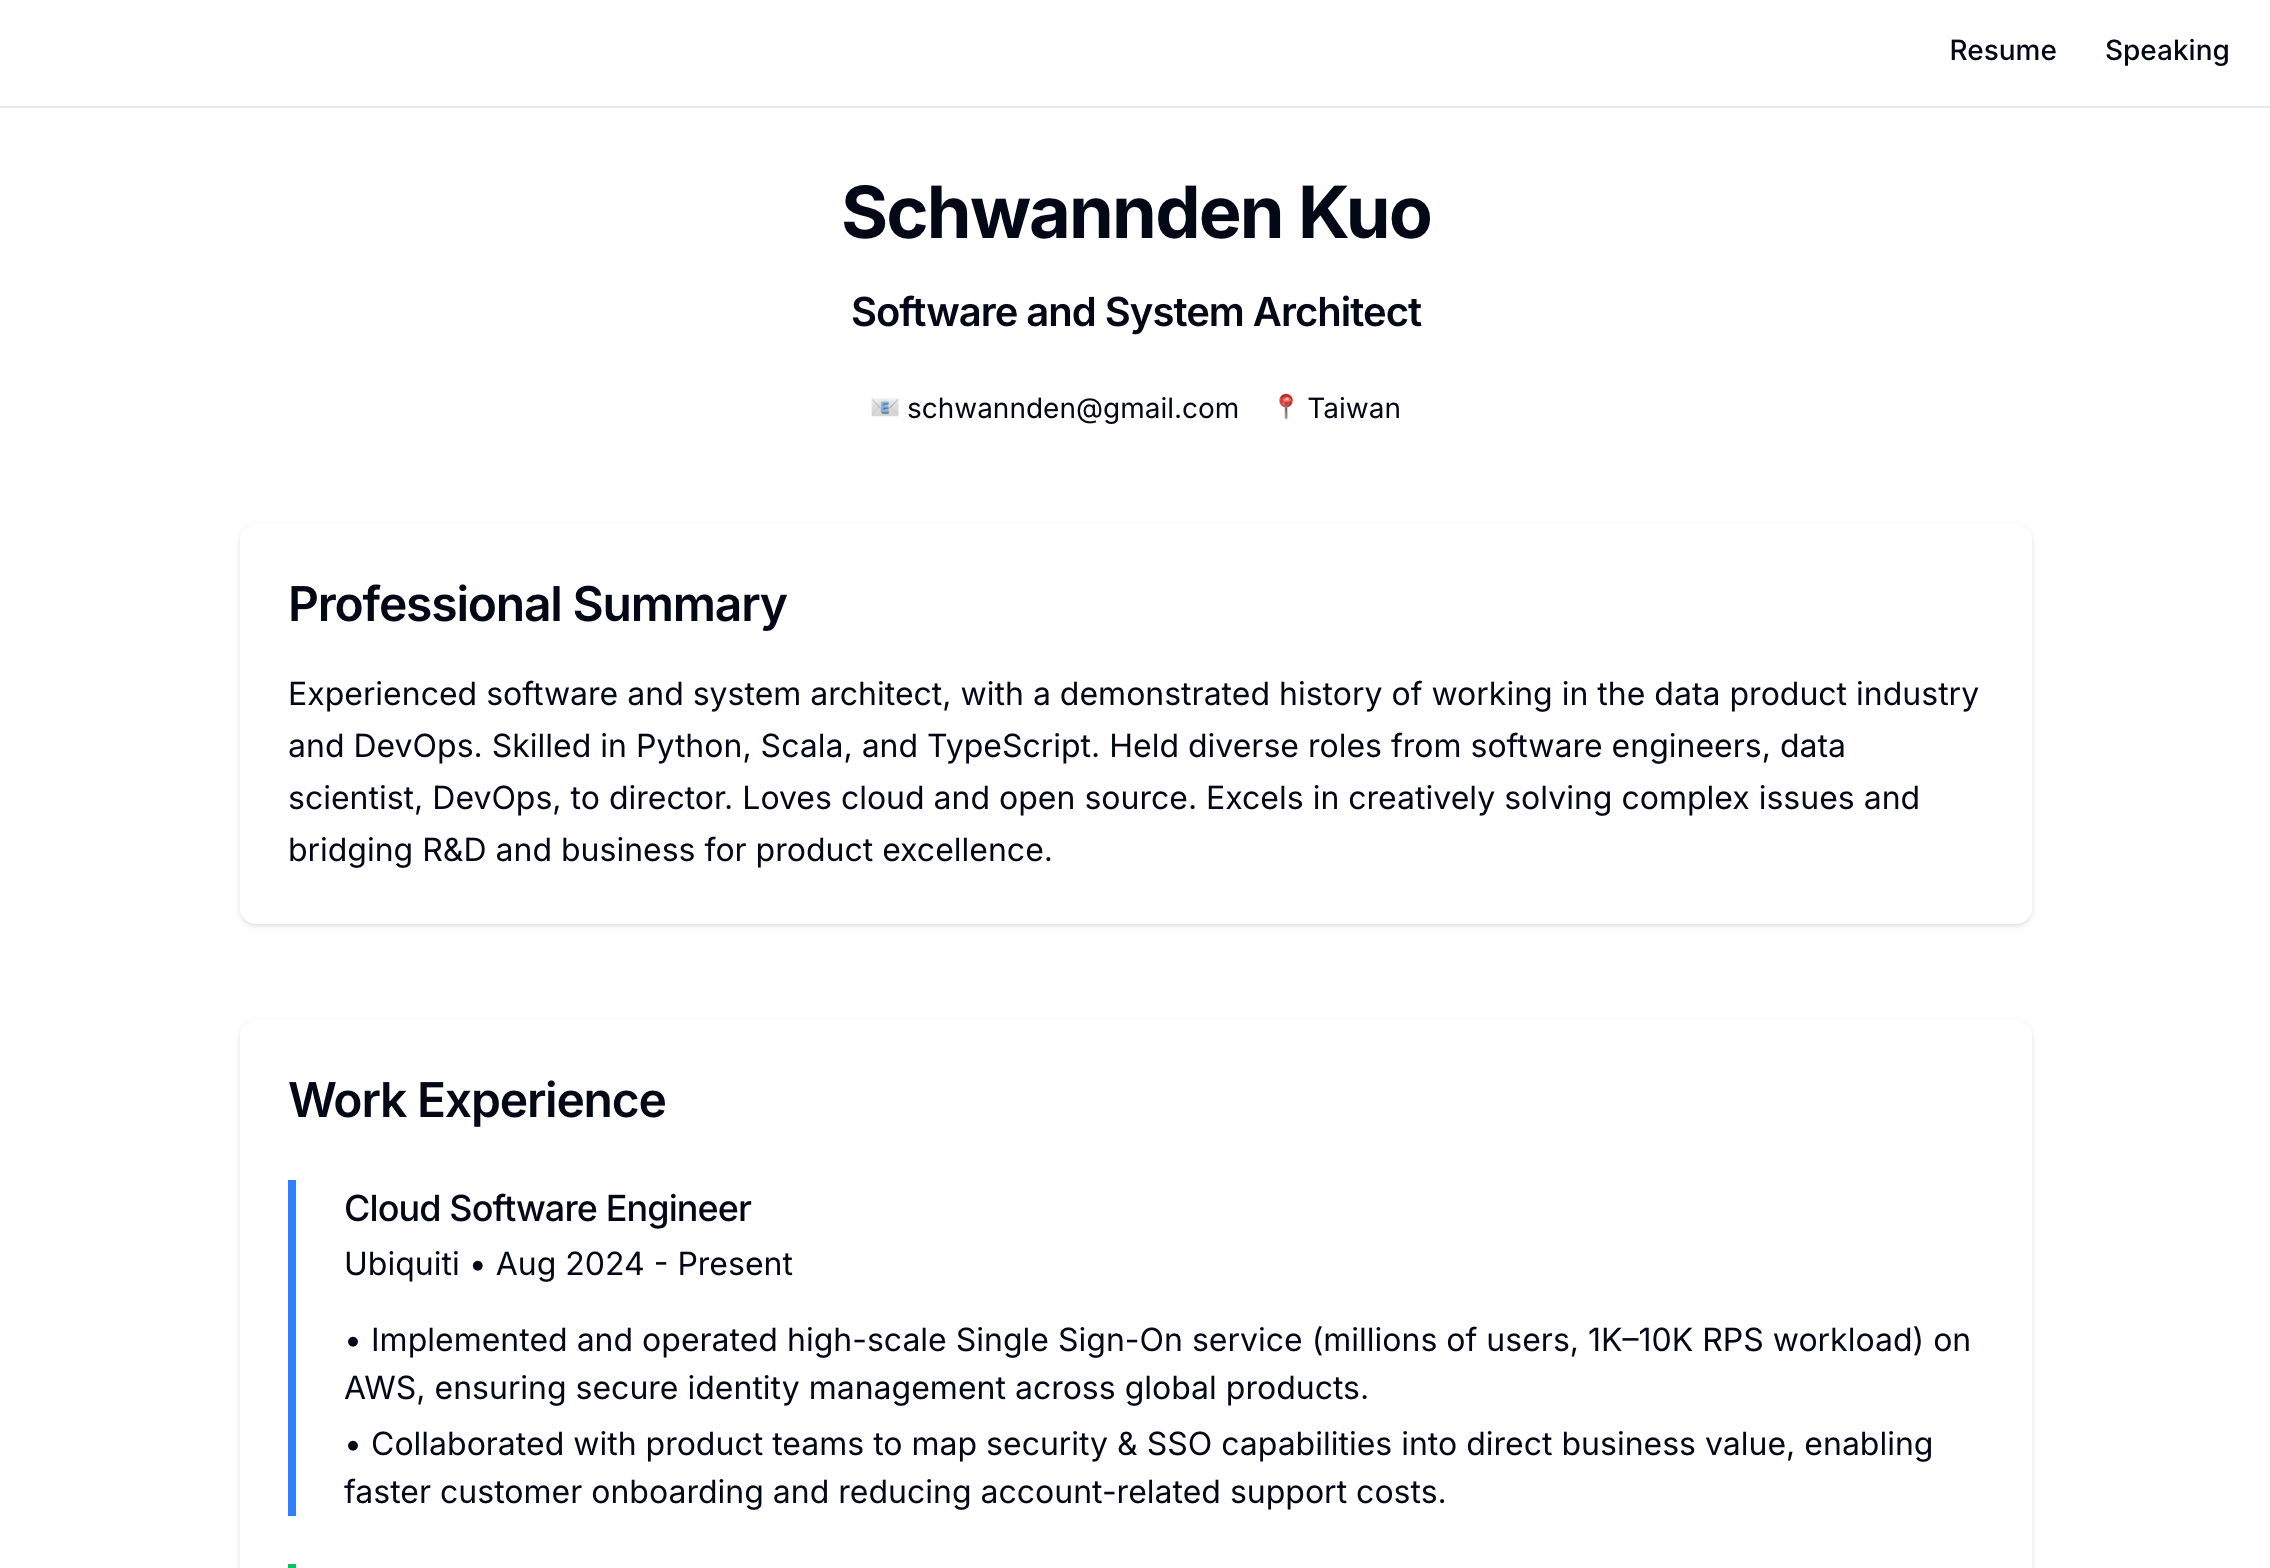 Resume Speaking
Schwannden Kuo
Software and System Architect
📧 schwannden@gmail.com 📍 Taiwan
Professional Summary
Experienced software and system architect, with a demonstrated history of working in the data product industry
and DevOps. Skilled in Python, Scala, and TypeScript. Held diverse roles from software engineers, data
scientist, DevOps, to director. Loves cloud and open source. Excels in creatively solving complex issues and
bridging R&D and business for product excellence.
Work Experience
Cloud Software Engineer
Ubiquiti • Aug 2024 - Present
• Implemented and operated high-scale Single Sign-On service (millions of users, 1K–10K RPS workload) on
AWS, ensuring secure identity management across global products.
• Collaborated with product teams to map security & SSO capabilities into direct business value, enabling
faster customer onboarding and reducing account-related support costs.